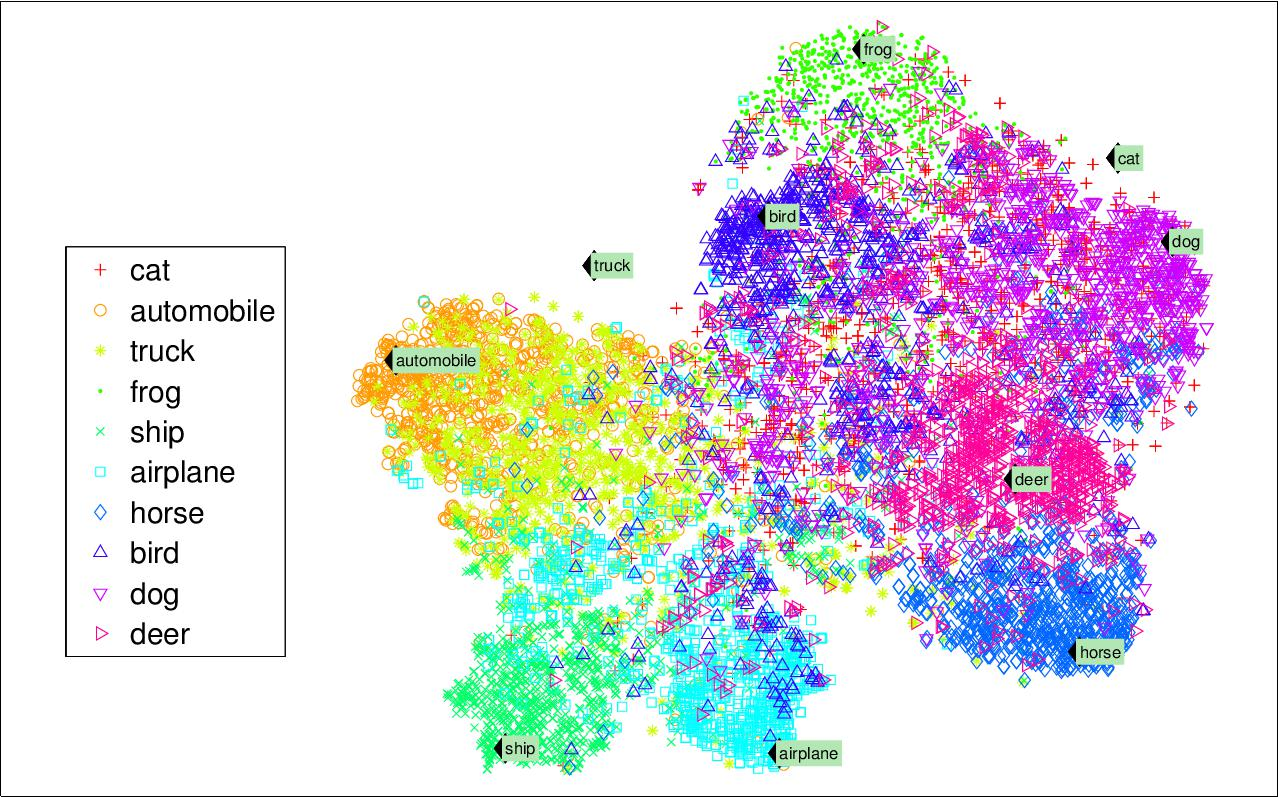 frog
cat
bird
dog
truck
cat
automobile
truck
frog
ship
airplane
horse
bird
dog
deer
automobile
deer
horse
ship
airplane